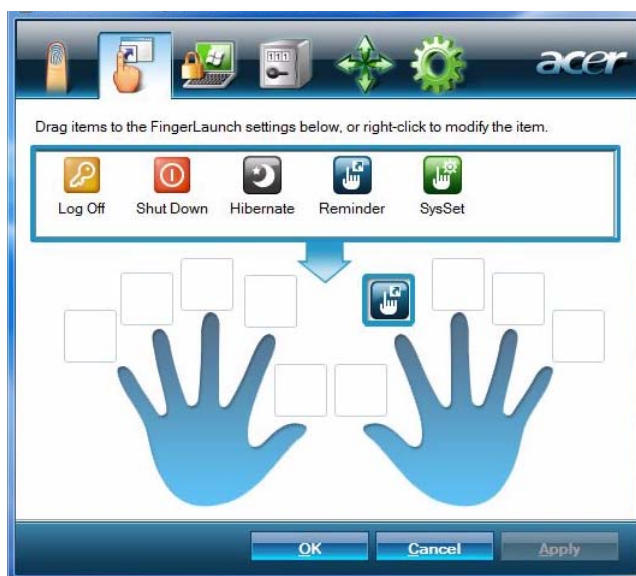 acer
Drag items to the FingerLaunch settings below, or right-click to modify the item.
Log Off Shut Down Hibernate Reminder SysSet
OK Cancel Apply